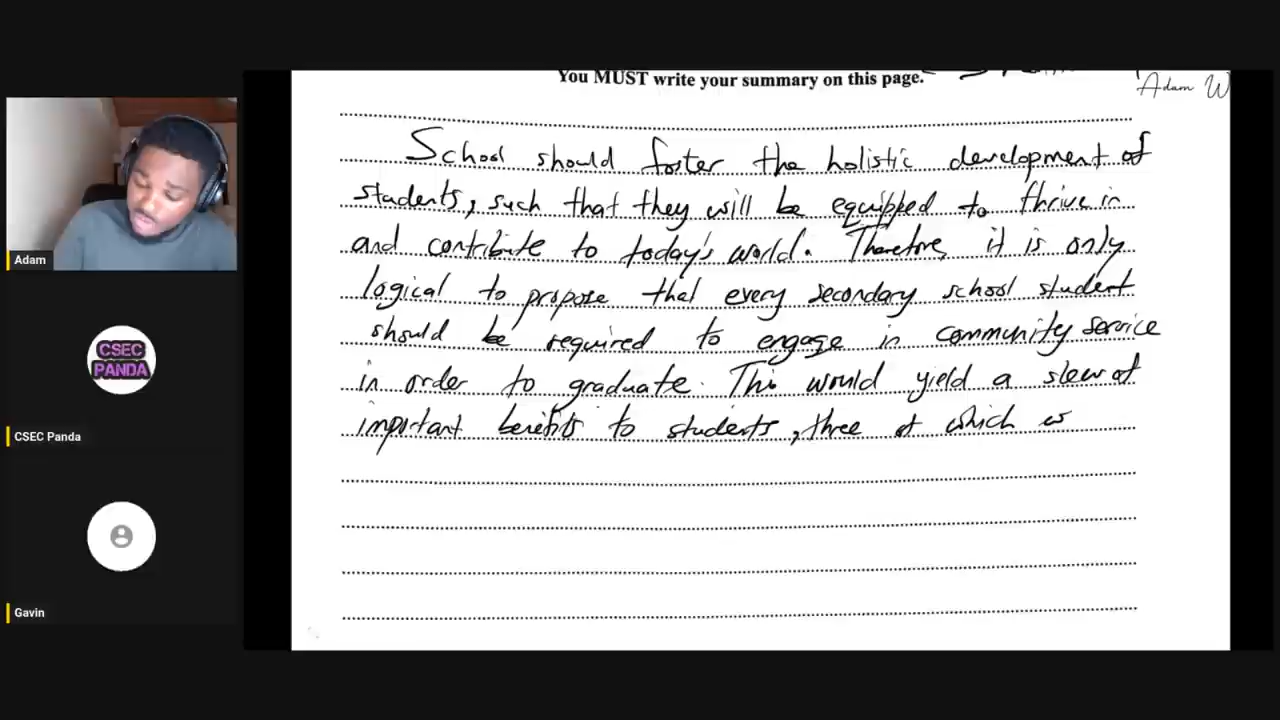 You MUST write your summary on this page.
Adam W
School should foster the holistic development of
students, such that they will be equipped to thrive in
and contribute to today's world. Therefore, it is only
logical to propose that every secondary school student
should be required to engage in community service
in order to graduate. This would yield a slew of
important benefits to students, three of which w
Adam
CSEC
PANDA
CSEC Panda
Gavin